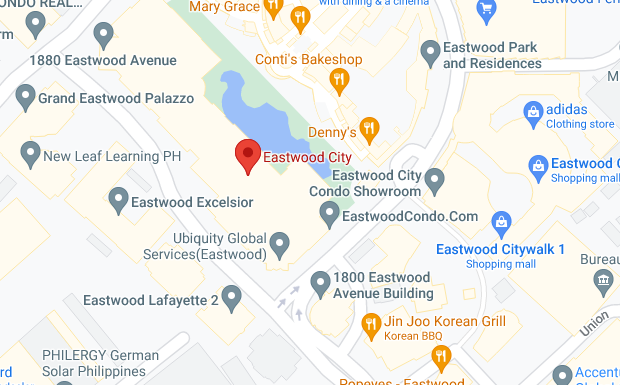 ONDO REAL...
Mary Grace
with dining & a cinema
Eastwood
1880 Eastwood Avenue
Conti's Bakeshop
Eastwood Park
and Residences
Grand Eastwood Palazzo
adidas
Clothing store
Denny's
New Leaf Learning PH
Eastwood City
Eastwood City
Condo Showroom
Eastwood C
Shopping mall
Eastwood Excelsior
EastwoodCondo.Com
Ubiquity Global
Services(Eastwood)
Eastwood Citywalk 1
Shopping mall
Bureau
1800 Eastwood
Avenue Building
Eastwood Lafayette 2
Jin Joo Korean Grill
Korean BBQ
Union
PHILERGY German
Solar Philippines
Accentu
Global
Popeyes - Eastwood